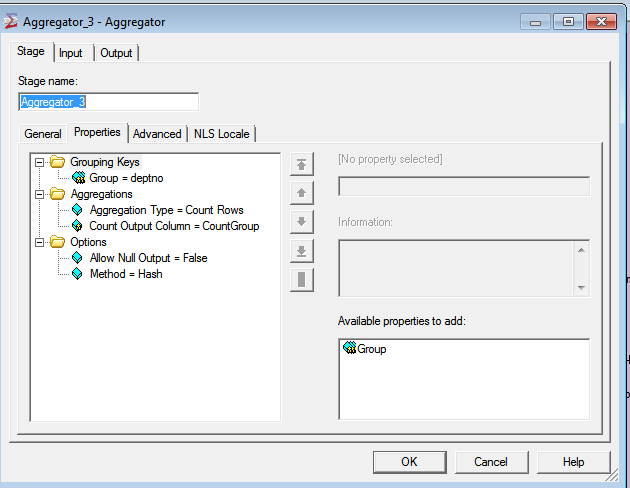 Aggregator_3 - Aggregator
Stage
Input
Output
Stage name:
Aggregator_3
General
Properties
Advanced
NLS Locale
Grouping Keys
Group = deptno
Aggregations
Aggregation Type = Count Rows
Count Output Column = CountGroup
Options
Allow Null Output = False
Method = Hash
[No property selected]
Information:
Available properties to add:
Group
OK
Cancel
Help